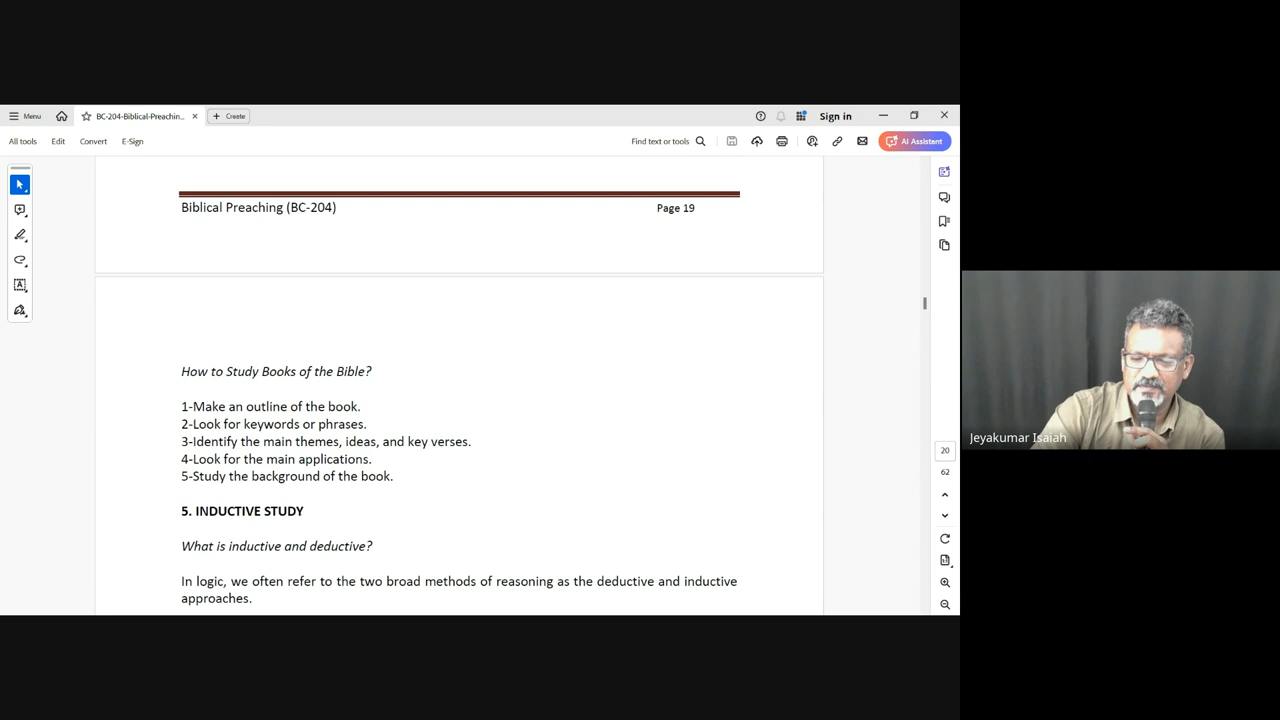 Menu
BC-204-Biblical-Preachin...
Create
Sign in
All tools
Edit
Convert
E-Sign
Find text or tools
AI Assistant
Biblical Preaching (BC-204)
Page 19
How to Study Books of the Bible?
1-Make an outline of the book.
2-Look for keywords or phrases.
3-Identify the main themes, ideas, and key verses.
4-Look for the main applications.
5-Study the background of the book.
5. INDUCTIVE STUDY
What is inductive and deductive?
In logic, we often refer to the two broad methods of reasoning as the deductive and inductive
approaches.
20
62
Jeyakumar Isaiah